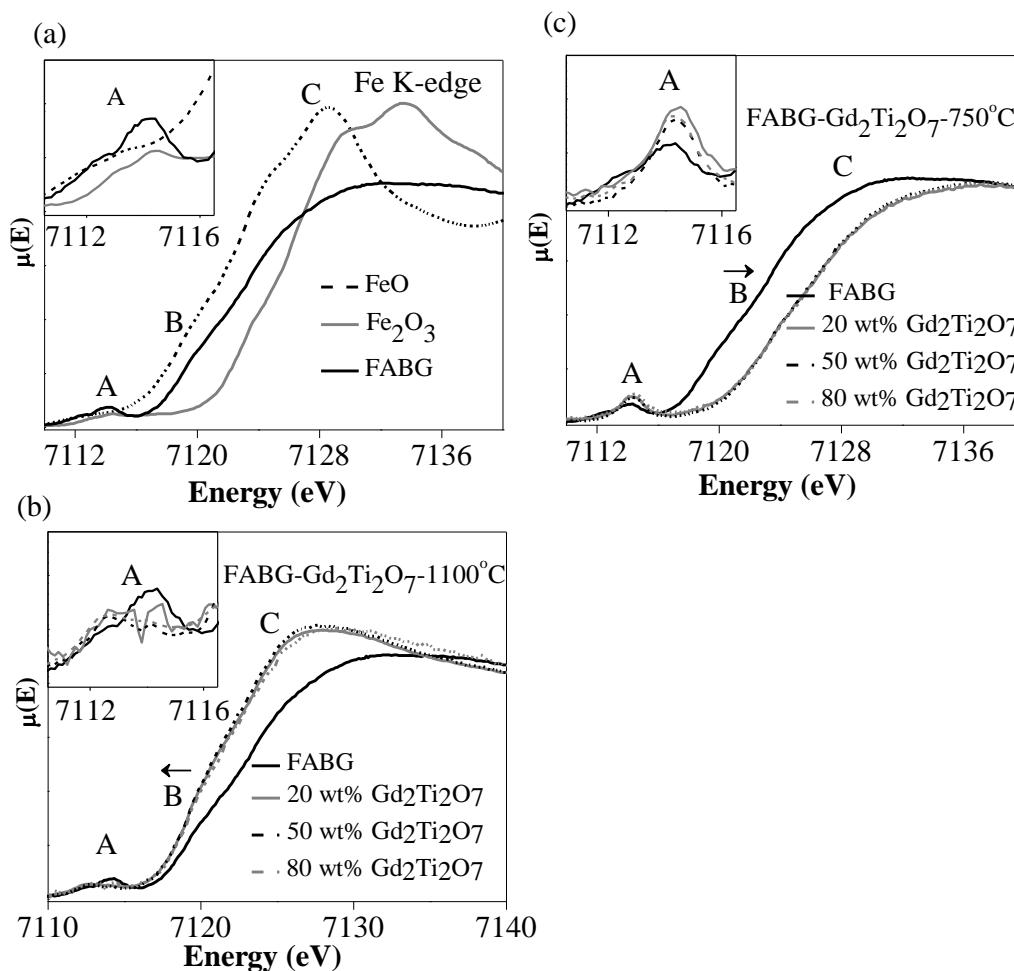 (a)
A
7112
7116
Fe K-edge
C
B
A
FeO
Fe2O3
FABG
μ(E)
7112
7120
7128
7136
Energy (eV)
(c)
A
7112
7116
FABG-Gd2Ti2O7-750°C
C
→
B
A
FABG
20 wt% Gd2Ti2O7
50 wt% Gd2Ti2O7
80 wt% Gd2Ti2O7
μ(E)
7112
7120
7128
7136
Energy (eV)
(b)
A
7112
7116
FABG-Gd2Ti2O7-1100°C
C
←
B
A
FABG
20 wt% Gd2Ti2O7
50 wt% Gd2Ti2O7
80 wt% Gd2Ti2O7
μ(E)
7110
7120
7130
7140
Energy (eV)